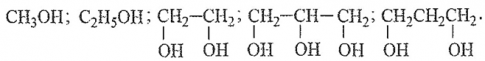 CH₃OH; C₂H₅OH; CH₂−CH₂; CH₂−CH−CH₂; CH₂CH₂CH₂.
OH OH OH OH OH OH OH